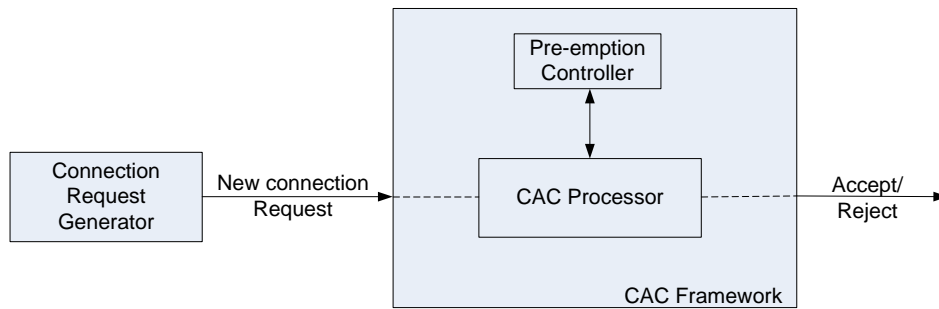 Pre-emption
Controller
Connection
Request
Generator
New connection
Request
CAC Processor
Accept/
Reject
CAC Framework